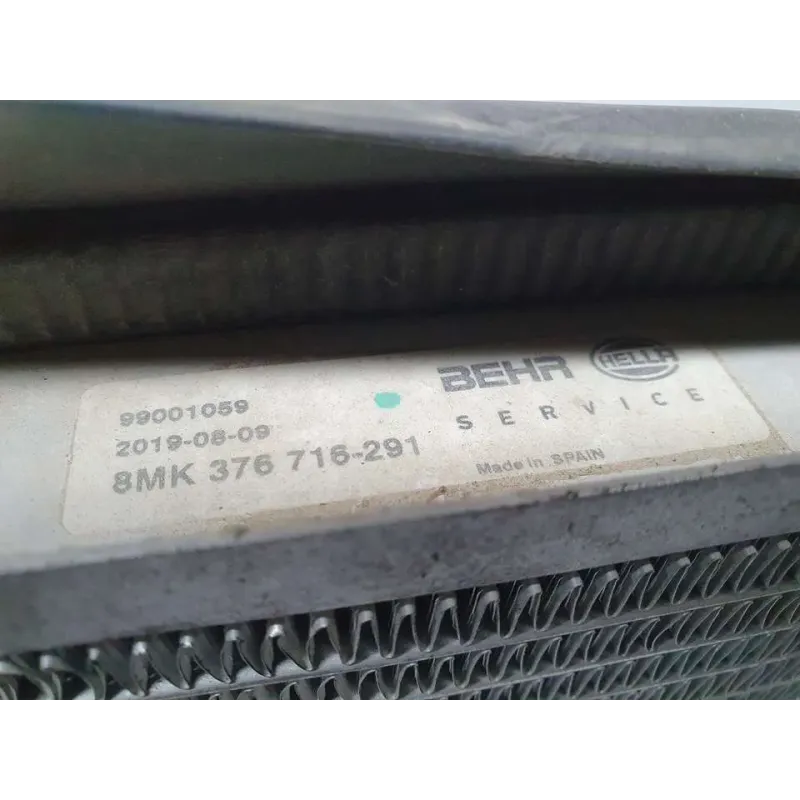 99001059
2019-08-09
8MK 376 716-291
BEHR HELLA
SERVICE
Made in SPAIN